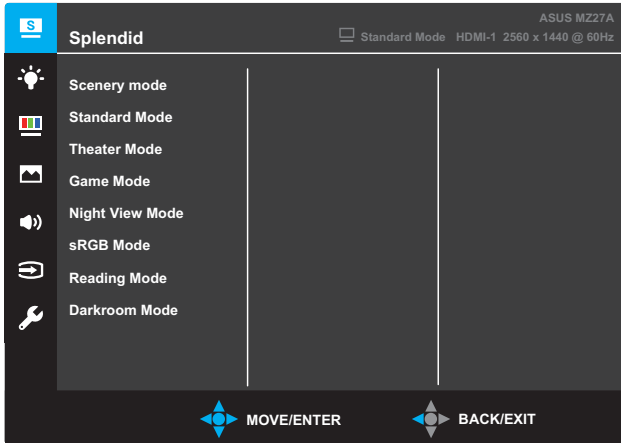 S
Splendid
ASUS MZ27A
Standard Mode HDMI-1 2560 x 1440 @ 60Hz
Scenery mode
Standard Mode
Theater Mode
Game Mode
Night View Mode
sRGB Mode
Reading Mode
Darkroom Mode
MOVE/ENTER
BACK/EXIT